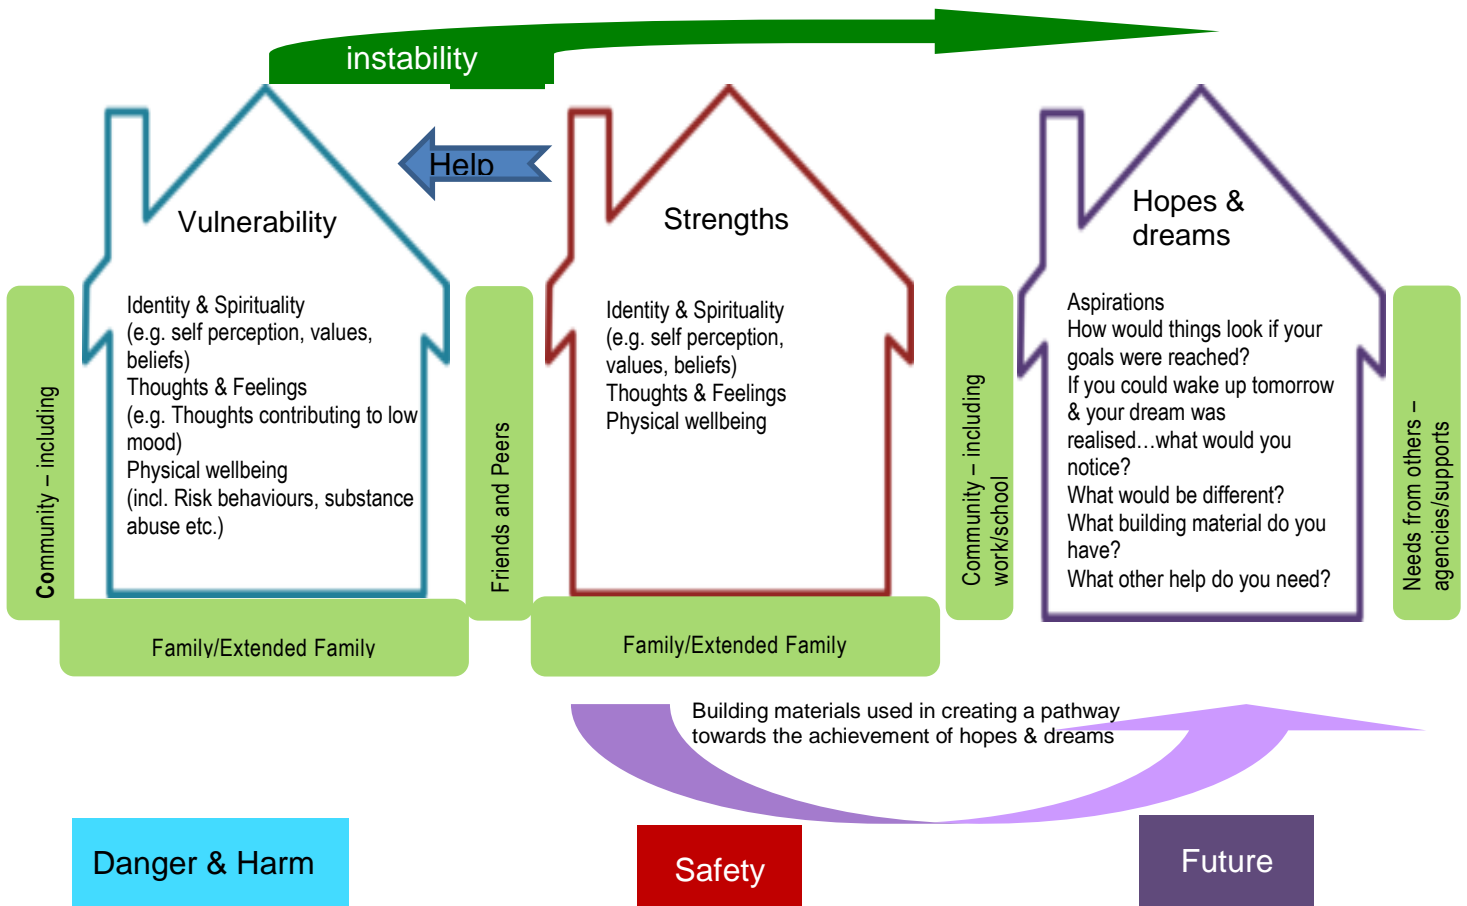 instability
Help
Vulnerability
Identity & Spirituality
(e.g. self perception, values,
beliefs)
Thoughts & Feelings
(e.g. Thoughts contributing to low
mood)
Physical wellbeing
(incl. Risk behaviours, substance
abuse etc.)
Community – including
Family/Extended Family
Friends and Peers
Strengths
Identity & Spirituality
(e.g. self perception,
values, beliefs)
Thoughts & Feelings
Physical wellbeing
Family/Extended Family
Community – including
work/school
Hopes &
dreams
Aspirations
How would things look if your
goals were reached?
If you could wake up tomorrow
& your dream was
realised…what would you
notice?
What would be different?
What building material do you
have?
What other help do you need?
Needs from others –
agencies/supports
Building materials used in creating a pathway
towards the achievement of hopes & dreams
Danger & Harm
Safety
Future